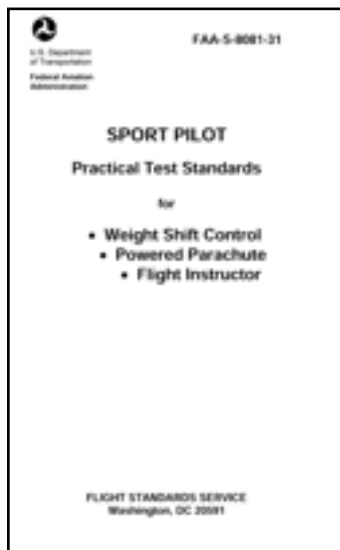 FAA-S-8081-31
U.S. Department
of Transportation
Federal Aviation
Administration
SPORT PILOT
Practical Test Standards
for
• Weight Shift Control
• Powered Parachute
• Flight Instructor
FLIGHT STANDARDS SERVICE
Washington, DC 20591